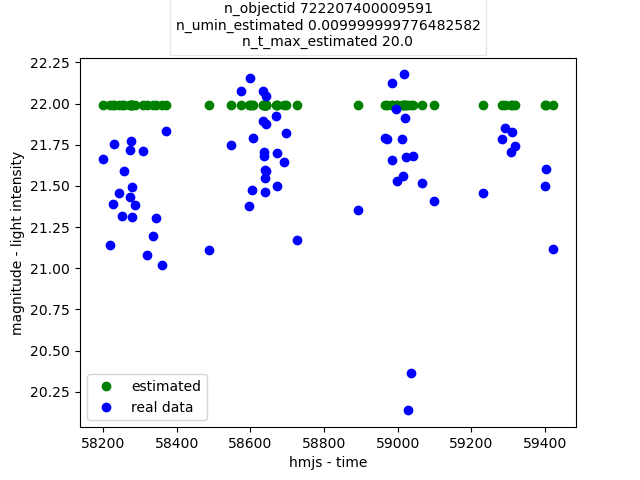 n_objectid 722207400009591
n_umin_estimated 0.009999999776482582
n_t_max_estimated 20.0
22.25
22.00
21.75
21.50
21.25
21.00
20.75
20.50
20.25
magnitude - light intensity
estimated
real data
58200 58400 58600 58800 59000 59200 59400
hmjs - time